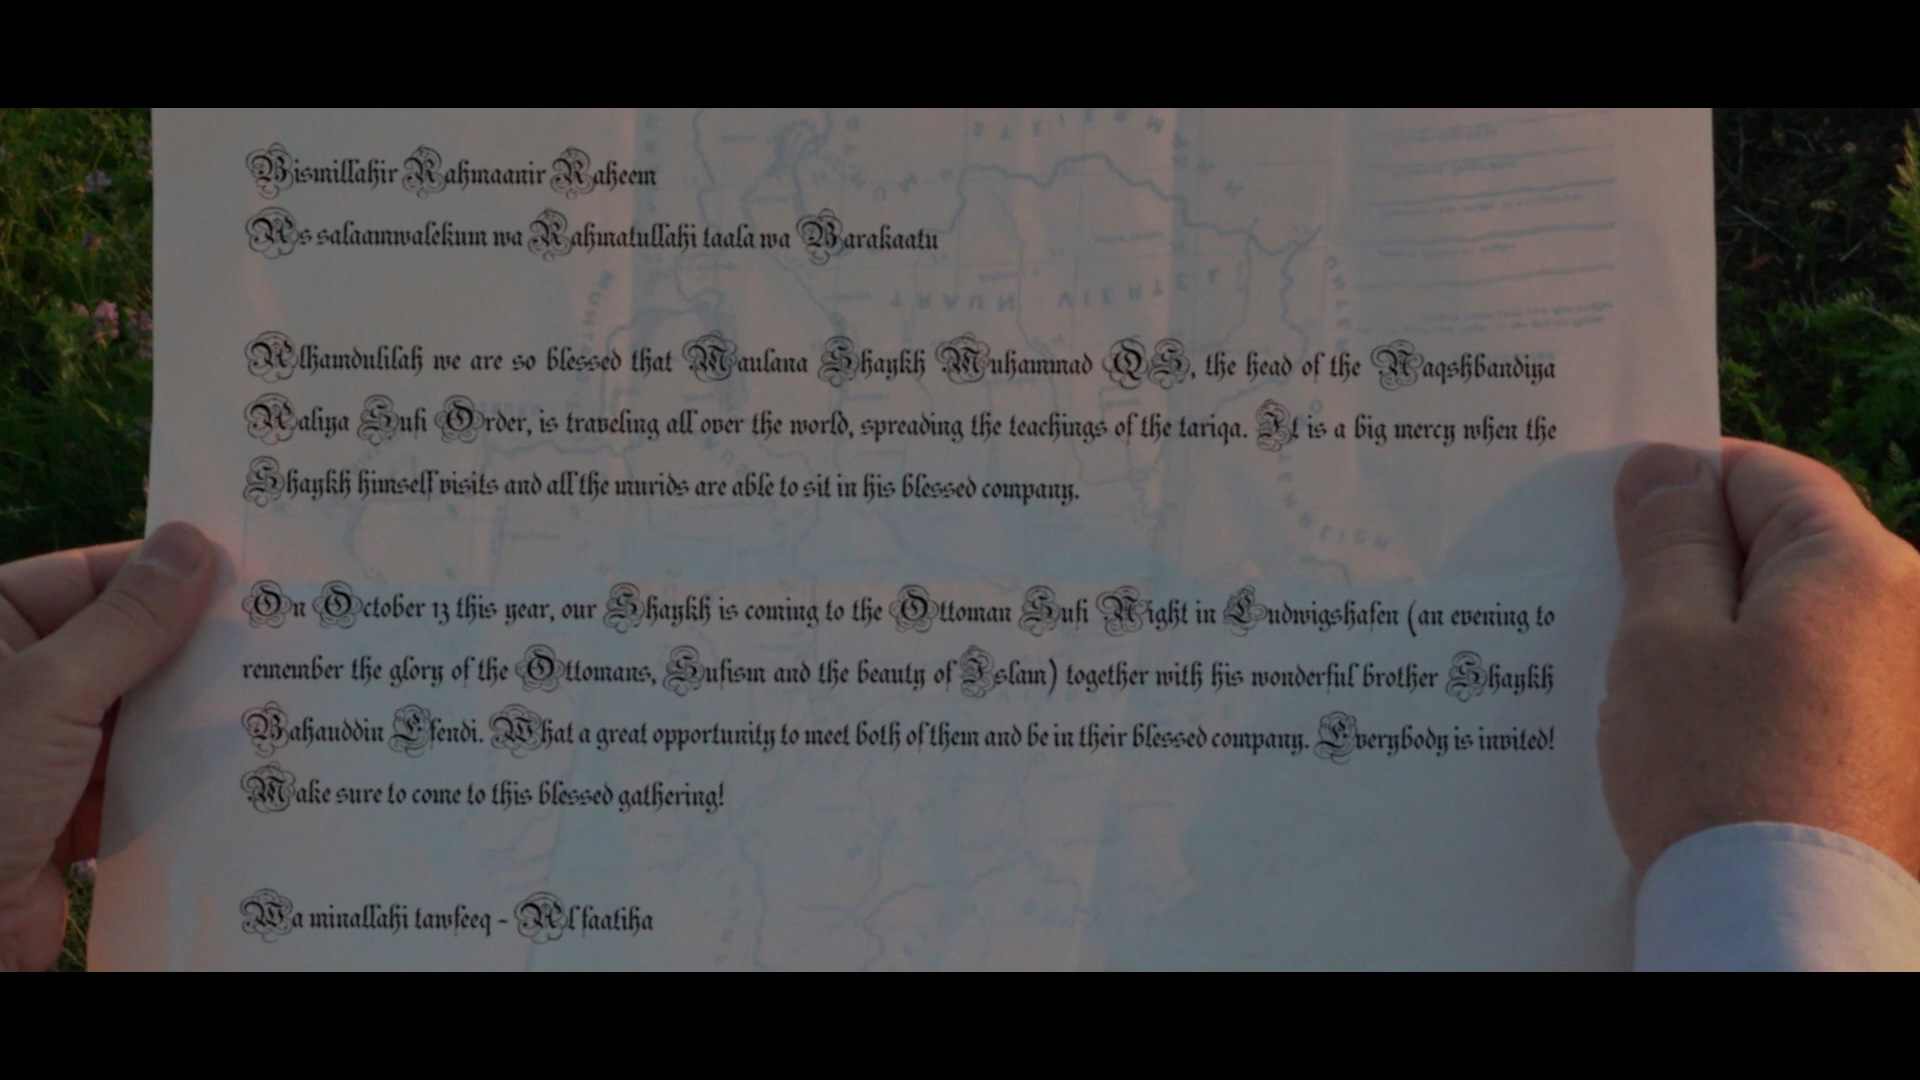 Bismillahir Rahmaanir Raheem
As salaamwalekum wa Rahmatullahi taala wa Barakaatu
Alhamdulilah we are so blessed that Maulana Shaykh Muhammad QS, the head of the Naqshbandiya
Naliya Sufi Order, is traveling all over the world, spreading the teachings of the tariqa. It is a big mercy when the
Shaykh himself visits and all the murids are able to sit in his blessed company.
On October 13 this year, our Shaykh is coming to the Ottoman Sufi Night in Ludwigshafen (an evening to
remember the glory of the Ottomans, Sufism and the beauty of Islam) together with his wonderful brother Shaykh
Bahauddin Efendi. What a great opportunity to meet both of them and be in their blessed company. Everybody is invited!
Make sure to come to this blessed gathering!
Wa minallahi tawfeeq - Al faatiha
TRAUN VIERTEL